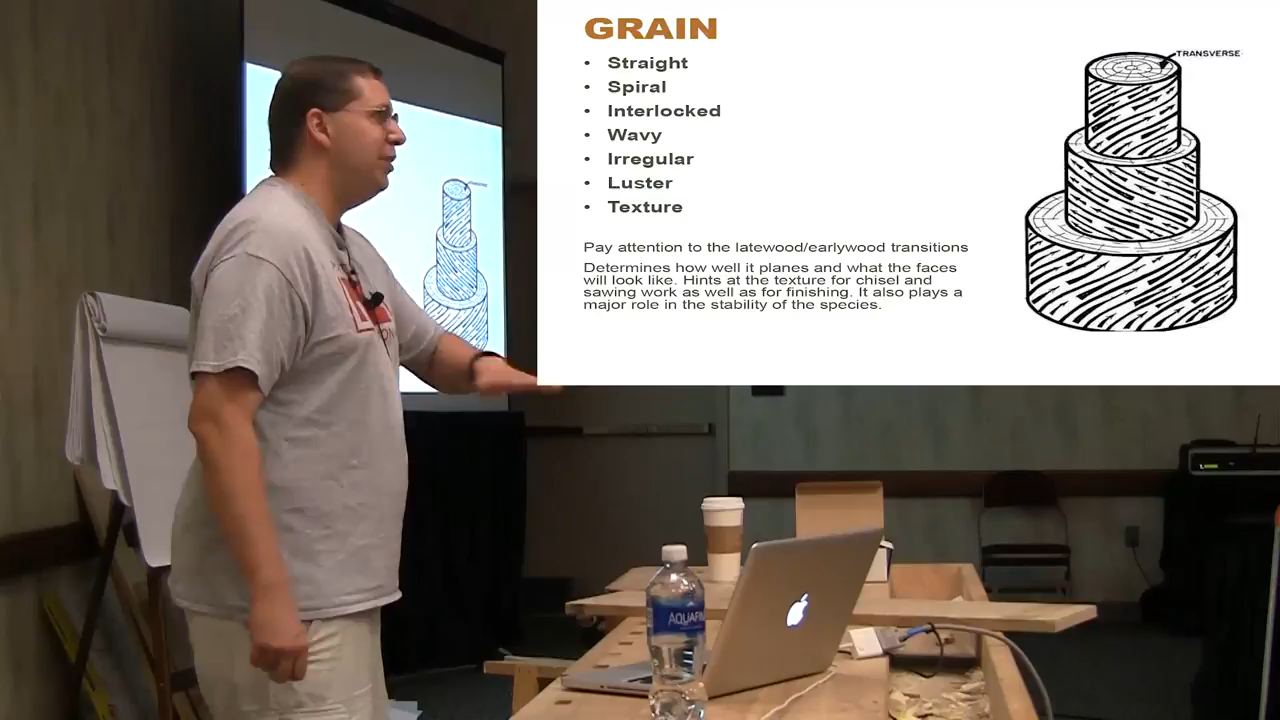 GRAIN
• Straight
• Spiral
• Interlocked
• Wavy
• Irregular
• Luster
• Texture
TRANSVERSE
Pay attention to the latewood/earlywood transitions
Determines how well it planes and what the faces
will look like. Hints at the texture for chisel and
sawing work as well as for finishing. It also plays a
major role in the stability of the species.